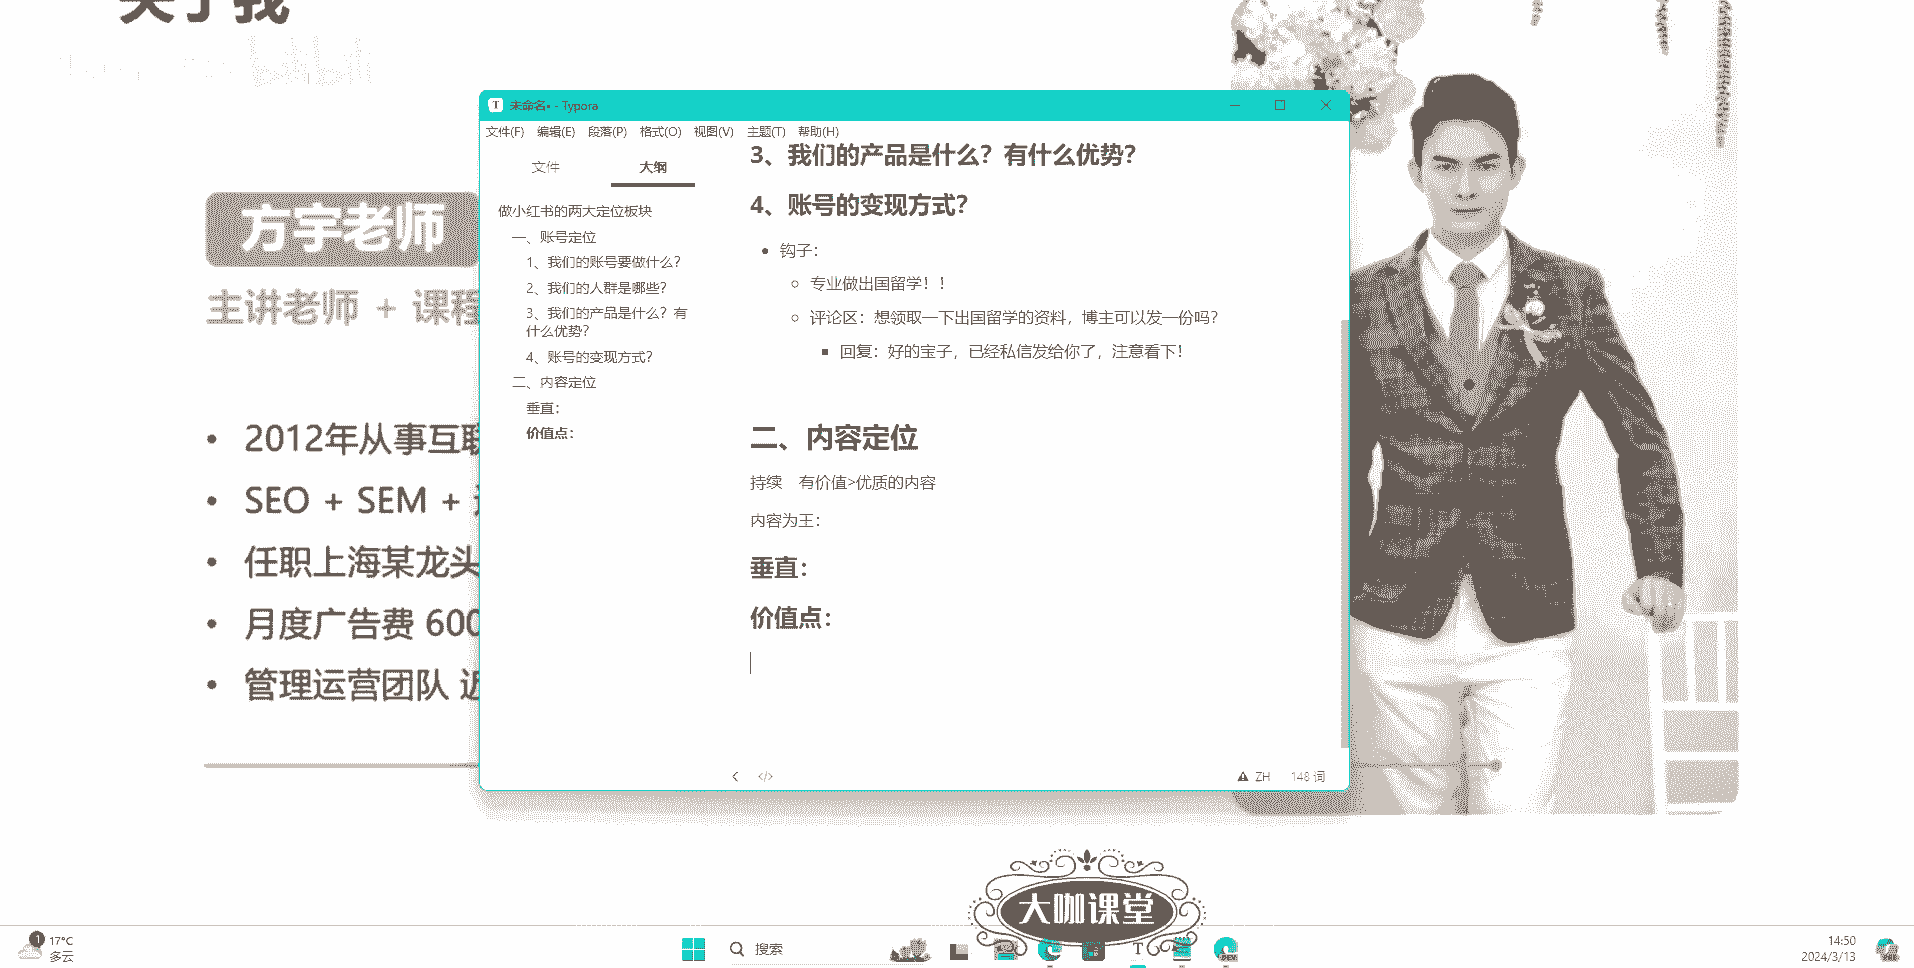 关于我
bilibili
方宇老师
主讲老师 + 课程
• 2012年从事互联
• SEO + SEM +
• 任职上海某龙头
• 月度广告费 600
• 管理运营团队 近
未命名• - Typora
文件(F) 编辑(E) 段落(P) 格式(O) 视图(V) 主题(T) 帮助(H)
文件 大纲
做小红书的两大定位板块
一、账号定位
1、我们的账号要做什么？
2、我们的人群是哪些？
3、我们的产品是什么？有
什么优势？
4、账号的变现方式？
二、内容定位
垂直：
价值点：
3、我们的产品是什么？有什么优势？
4、账号的变现方式？
钩子：
专业做出国留学！！
评论区：想领取一下出国留学的资料，博主可以发一份吗？
回复：好的宝子，已经私信发给你了，注意看下！
二、内容定位
持续 有价值>优质的内容
内容为王：
垂直：
价值点：
ZH 148 词
大咖课堂
1
17°C
多云
搜索
T
DEV
14:50
2024/3/13